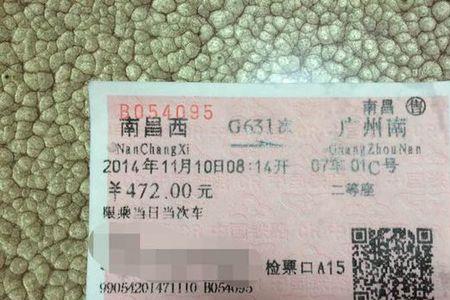 B054095 南昌 售
南昌西 G631次 广州南
NanChangXi GuangZhouNan
2014年11月10日08:14开 07车01C号
￥472.00元 二等座
限乘当日当次车
检票口A15
99054201471110 B054095